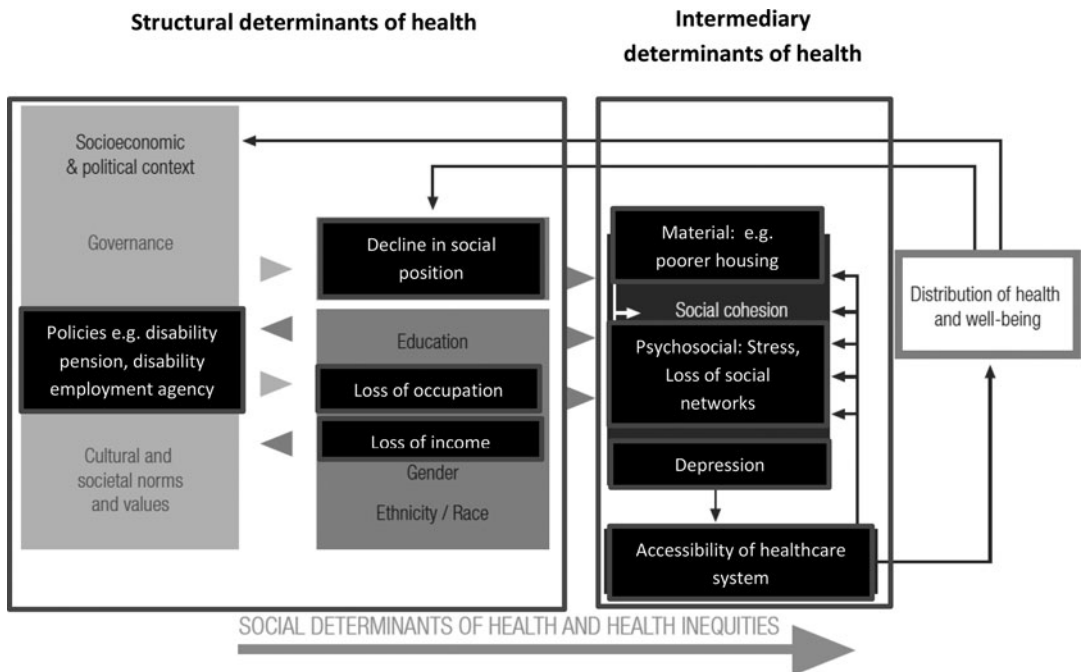 Structural determinants of health
Intermediary
determinants of health
Socioeconomic
& political context
Governance
Policies e.g. disability
pension, disability
employment agency
Cultural and
societal norms
and values
Decline in social
position
Education
Loss of occupation
Loss of income
Gender
Ethnicity / Race
Material: e.g.
poorer housing
Social cohesion
Psychosocial: Stress,
Loss of social
networks
Depression
Accessibility of healthcare
system
Distribution of health
and well-being
SOCIAL DETERMINANTS OF HEALTH AND HEALTH INEQUITIES